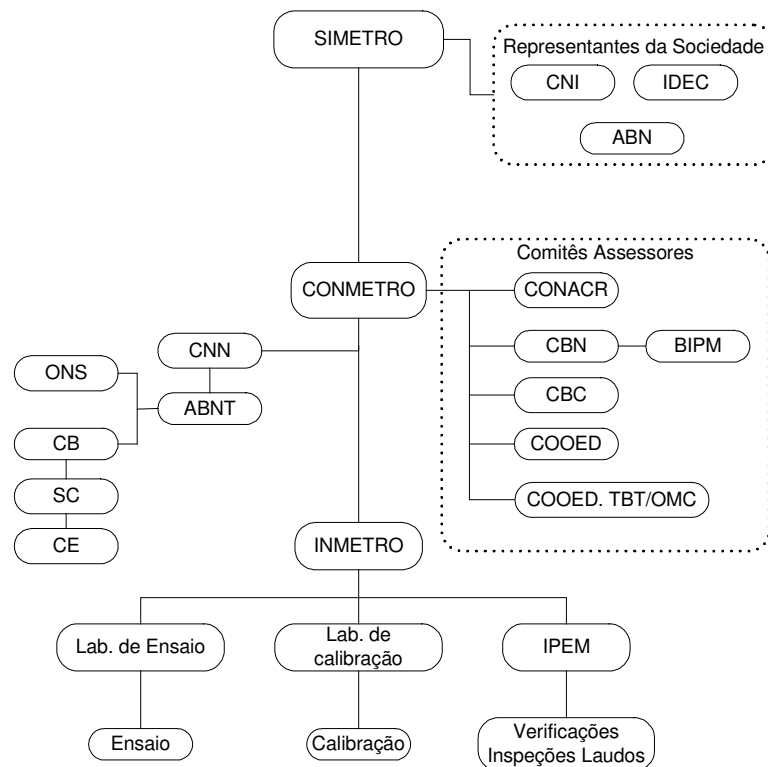 SIMETRO
Representantes da Sociedade
CNI
IDEC
ABN
Comitês Assessores
CONMETRO
CONACR
CNN
CBN
BIPM
ONS
ABNT
CBC
CB
COOED
SC
COOED. TBT/OMC
CE
INMETRO
Lab. de Ensaio
Lab. de
calibração
IPEM
Ensaio
Calibração
Verificações
Inspeções Laudos